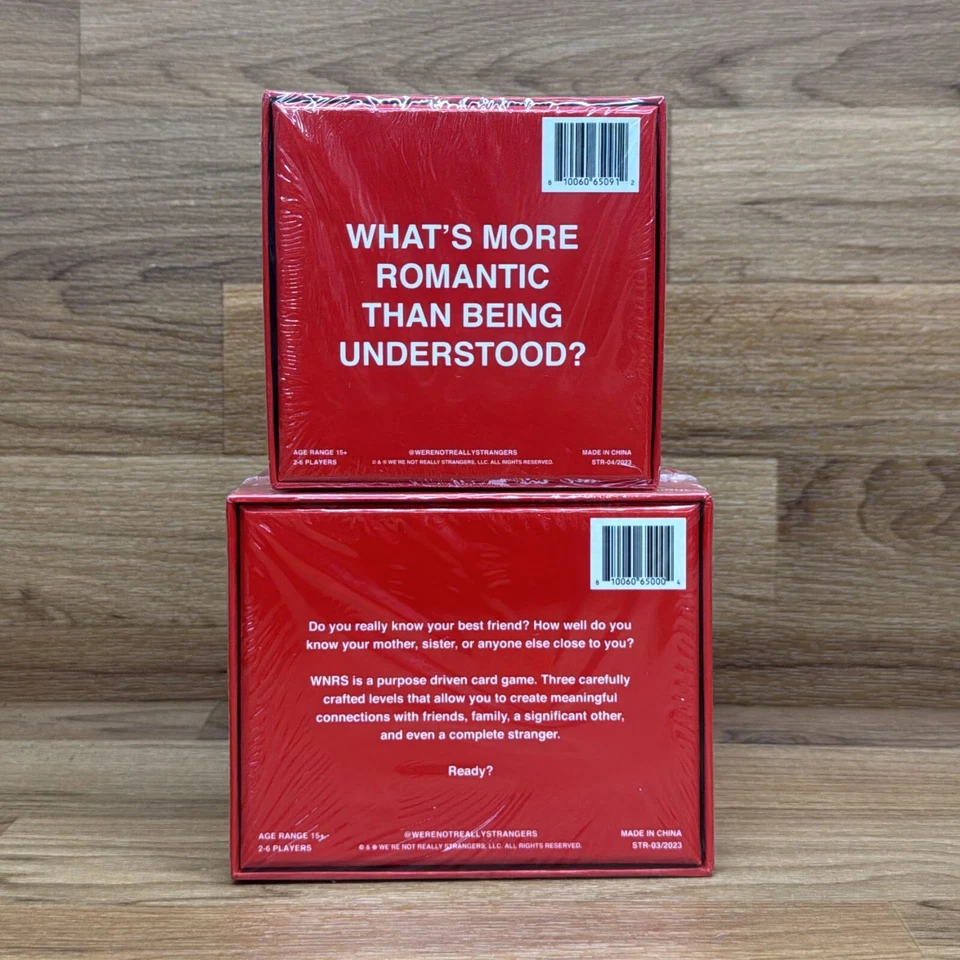 8 10060 65091 2
WHAT'S MORE
ROMANTIC
THAN BEING
UNDERSTOOD?
AGE RANGE 15+
2-6 PLAYERS
@WERENOTREALLYSTRANGERS
© & ® WE'RE NOT REALLY STRANGERS, LLC. ALL RIGHTS RESERVED.
MADE IN CHINA
STR-04/2022
8 10060 65000 4
Do you really know your best friend? How well do you
know your mother, sister, or anyone else close to you?
WNRS is a purpose driven card game. Three carefully
crafted levels that allow you to create meaningful
connections with friends, family, a significant other,
and even a complete stranger.
Ready?
AGE RANGE 15+
2-6 PLAYERS
@WERENOTREALLYSTRANGERS
© & ® WE'RE NOT REALLY STRANGERS, LLC. ALL RIGHTS RESERVED.
MADE IN CHINA
STR-03/2023